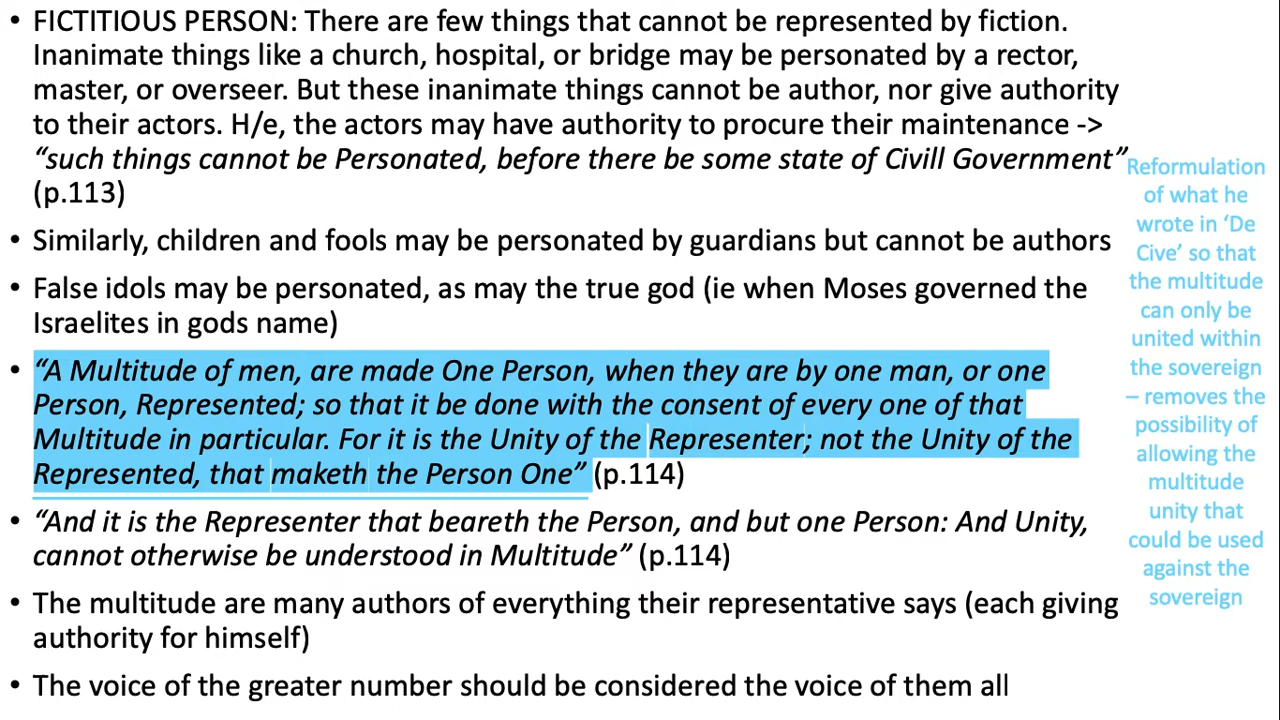 • FICTITIOUS PERSON: There are few things that cannot be represented by fiction.
Inanimate things like a church, hospital, or bridge may be personated by a rector,
master, or overseer. But these inanimate things cannot be author, nor give authority
to their actors. H/e, the actors may have authority to procure their maintenance ->
“such things cannot be Personated, before there be some state of Civill Government”
(p.113)
• Similarly, children and fools may be personated by guardians but cannot be authors
• False idols may be personated, as may the true god (ie when Moses governed the
Israelites in gods name)
• “A Multitude of men, are made One Person, when they are by one man, or one
Person, Represented; so that it be done with the consent of every one of that
Multitude in particular. For it is the Unity of the Representer; not the Unity of the
Represented, that maketh the Person One” (p.114)
• “And it is the Representer that beareth the Person, and but one Person: And Unity,
cannot otherwise be understood in Multitude” (p.114)
• The multitude are many authors of everything their representative says (each giving
authority for himself)
• The voice of the greater number should be considered the voice of them all
Reformulation
of what he
wrote in ‘De
Cive’ so that
the multitude
can only be
united within
the sovereign
– removes the
possibility of
allowing the
multitude
unity that
could be used
against the
sovereign